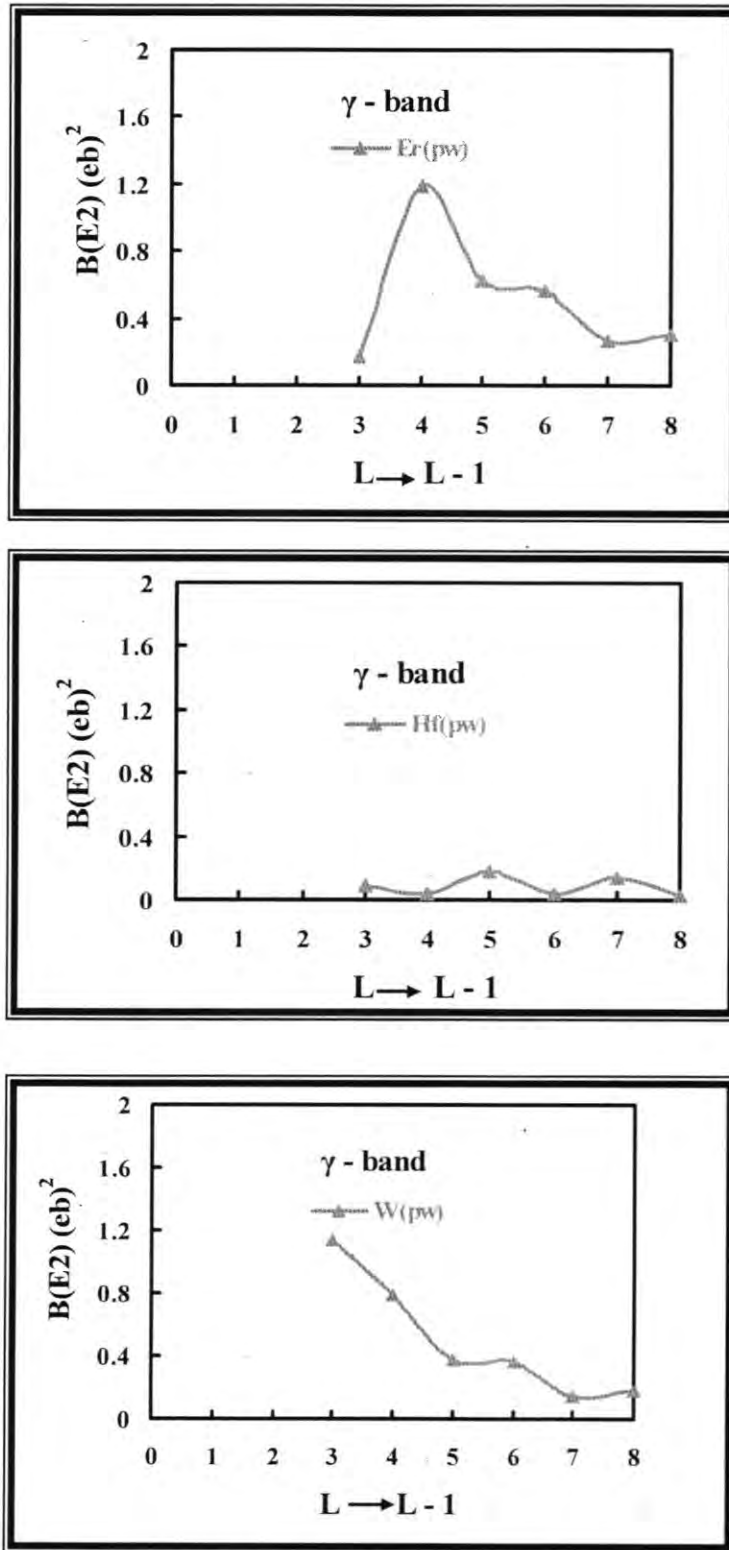 2
γ - band
1.6
Er(pw)
1.2
B(E2) (eb)²
0.8
0.4
0
0 1 2 3 4 5 6 7 8
L → L - 1
2
1.6
γ - band
Hf(pw)
1.2
B(E2) (eb)²
0.8
0.4
0
0 1 2 3 4 5 6 7 8
L → L - 1
2
1.6
γ - band
W(pw)
1.2
B(E2) (eb)²
0.8
0.4
0
0 1 2 3 4 5 6 7 8
L → L - 1